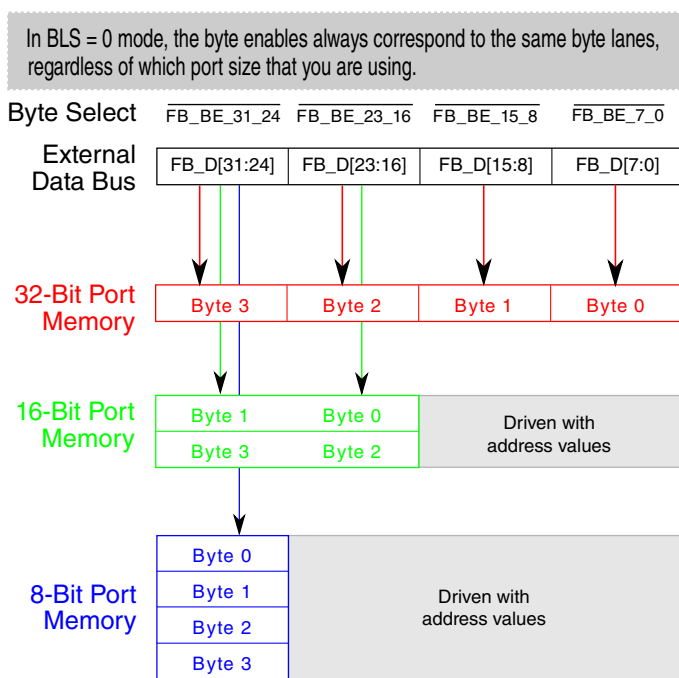 In BLS = 0 mode, the byte enables always correspond to the same byte lanes,
regardless of which port size that you are using.
Byte Select FB_BE_31_24 FB_BE_23_16 FB_BE_15_8 FB_BE_7_0
External
Data Bus
FB_D[31:24] FB_D[23:16] FB_D[15:8] FB_D[7:0]
32-Bit Port
Memory
Byte 3 Byte 2 Byte 1 Byte 0
16-Bit Port
Memory
Byte 1 Byte 0
Byte 3 Byte 2
Driven with
address values
8-Bit Port
Memory
Byte 0
Byte 1
Byte 2
Byte 3
Driven with
address values